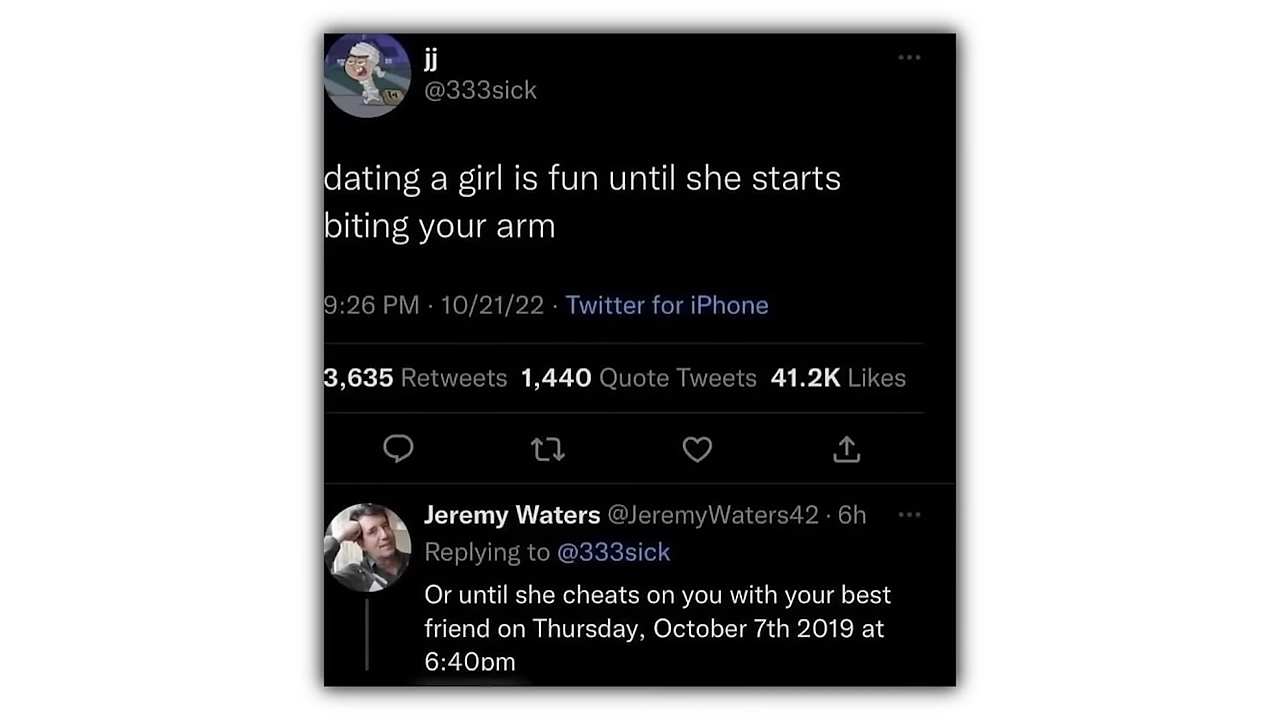 jj
@333sick
dating a girl is fun until she starts
biting your arm
9:26 PM · 10/21/22 · Twitter for iPhone
3,635 Retweets 1,440 Quote Tweets 41.2K Likes
Jeremy Waters @JeremyWaters42 · 6h
Replying to @333sick
Or until she cheats on you with your best
friend on Thursday, October 7th 2019 at
6:40pm